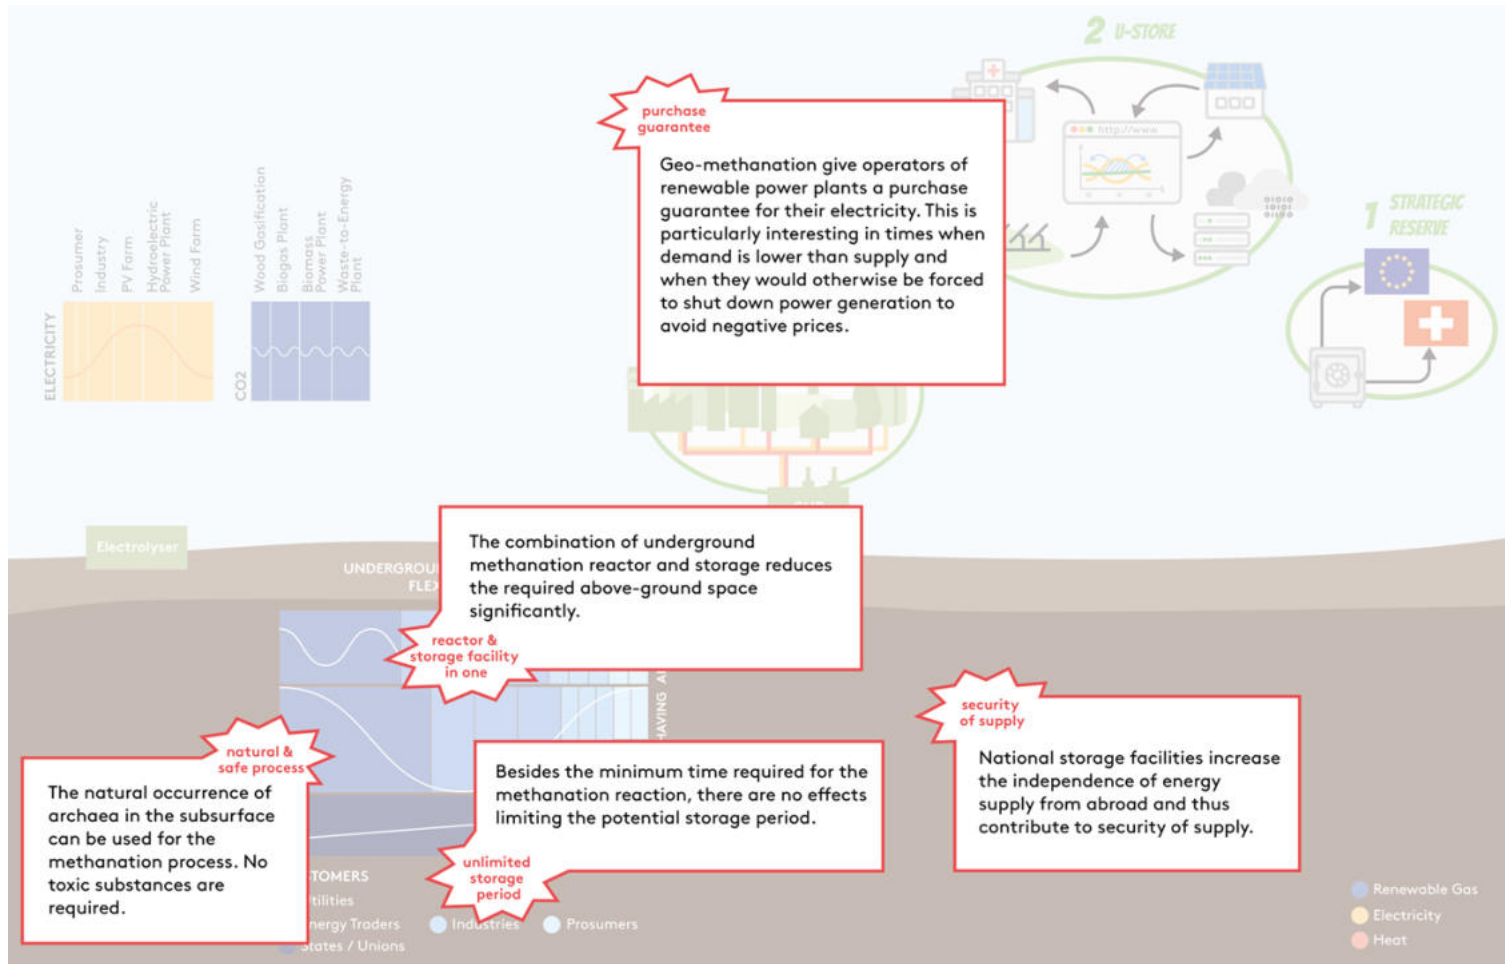 2 U-STORE
http://www
1 STRATEGIC
RESERVE
purchase
guarantee
Geo-methanation give operators of
renewable power plants a purchase
guarantee for their electricity. This is
particularly interesting in times when
demand is lower than supply and
when they would otherwise be forced
to shut down power generation to
avoid negative prices.
ELECTRICITY
Prosumer
Industry
PV Farm
Hydroelectric
Power Plant
Wind Farm
CO2
Wood Gasification
Biogas Plant
Biomass
Power Plant
Waste-to-Energy
Plant
Electrolyser
The combination of underground
methanation reactor and storage reduces
the required above-ground space
significantly.
reactor &
storage facility
in one
natural &
safe process
The natural occurrence of
archaea in the subsurface
can be used for the
methanation process. No
toxic substances are
required.
Besides the minimum time required for the
methanation reaction, there are no effects
limiting the potential storage period.
unlimited
storage
period
security
of supply
National storage facilities increase
the independence of energy
supply from abroad and thus
contribute to security of supply.
Energy Traders
States / Unions
Industries
Prosumers
Renewable Gas
Electricity
Heat